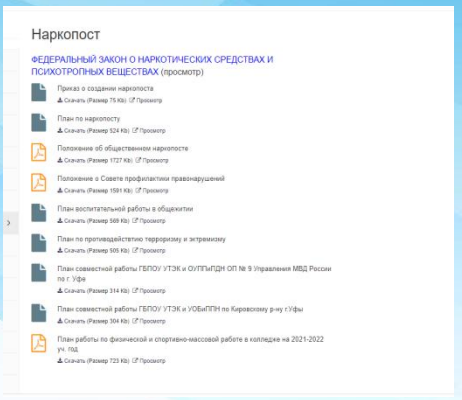 Наркопост
ФЕДЕРАЛЬНЫЙ ЗАКОН О НАРКОТИЧЕСКИХ СРЕДСТВАХ И
ПСИХОТРОПНЫХ ВЕЩЕСТВАХ (просмотр)
Приказ о создании наркопоста
Скачать (Размер 75 Kb) Просмотр
План по наркопосту
Скачать (Размер 524 Kb) Просмотр
Положение об общественном наркопосте
Скачать (Размер 1727 Kb) Просмотр
Положение о Совете профилактики правонарушений
Скачать (Размер 1591 Kb) Просмотр
План воспитательной работы в общежитии
Скачать (Размер 569 Kb) Просмотр
План по противодействию терроризму и эктремизму
Скачать (Размер 505 Kb) Просмотр
План совместной работы ГБПОУ УТЭК и ОУППиПДН ОП № 9 Управления МВД России
по г. Уфе
Скачать (Размер 314 Kb) Просмотр
План совместной работы ГБПОУ УТЭК и УОБиППН по Кировскому р-ну г.Уфы
Скачать (Размер 304 Kb) Просмотр
План работы по физической и спортивно-массовой работе в колледже на 2021-2022
уч. год
Скачать (Размер 723 Kb) Просмотр